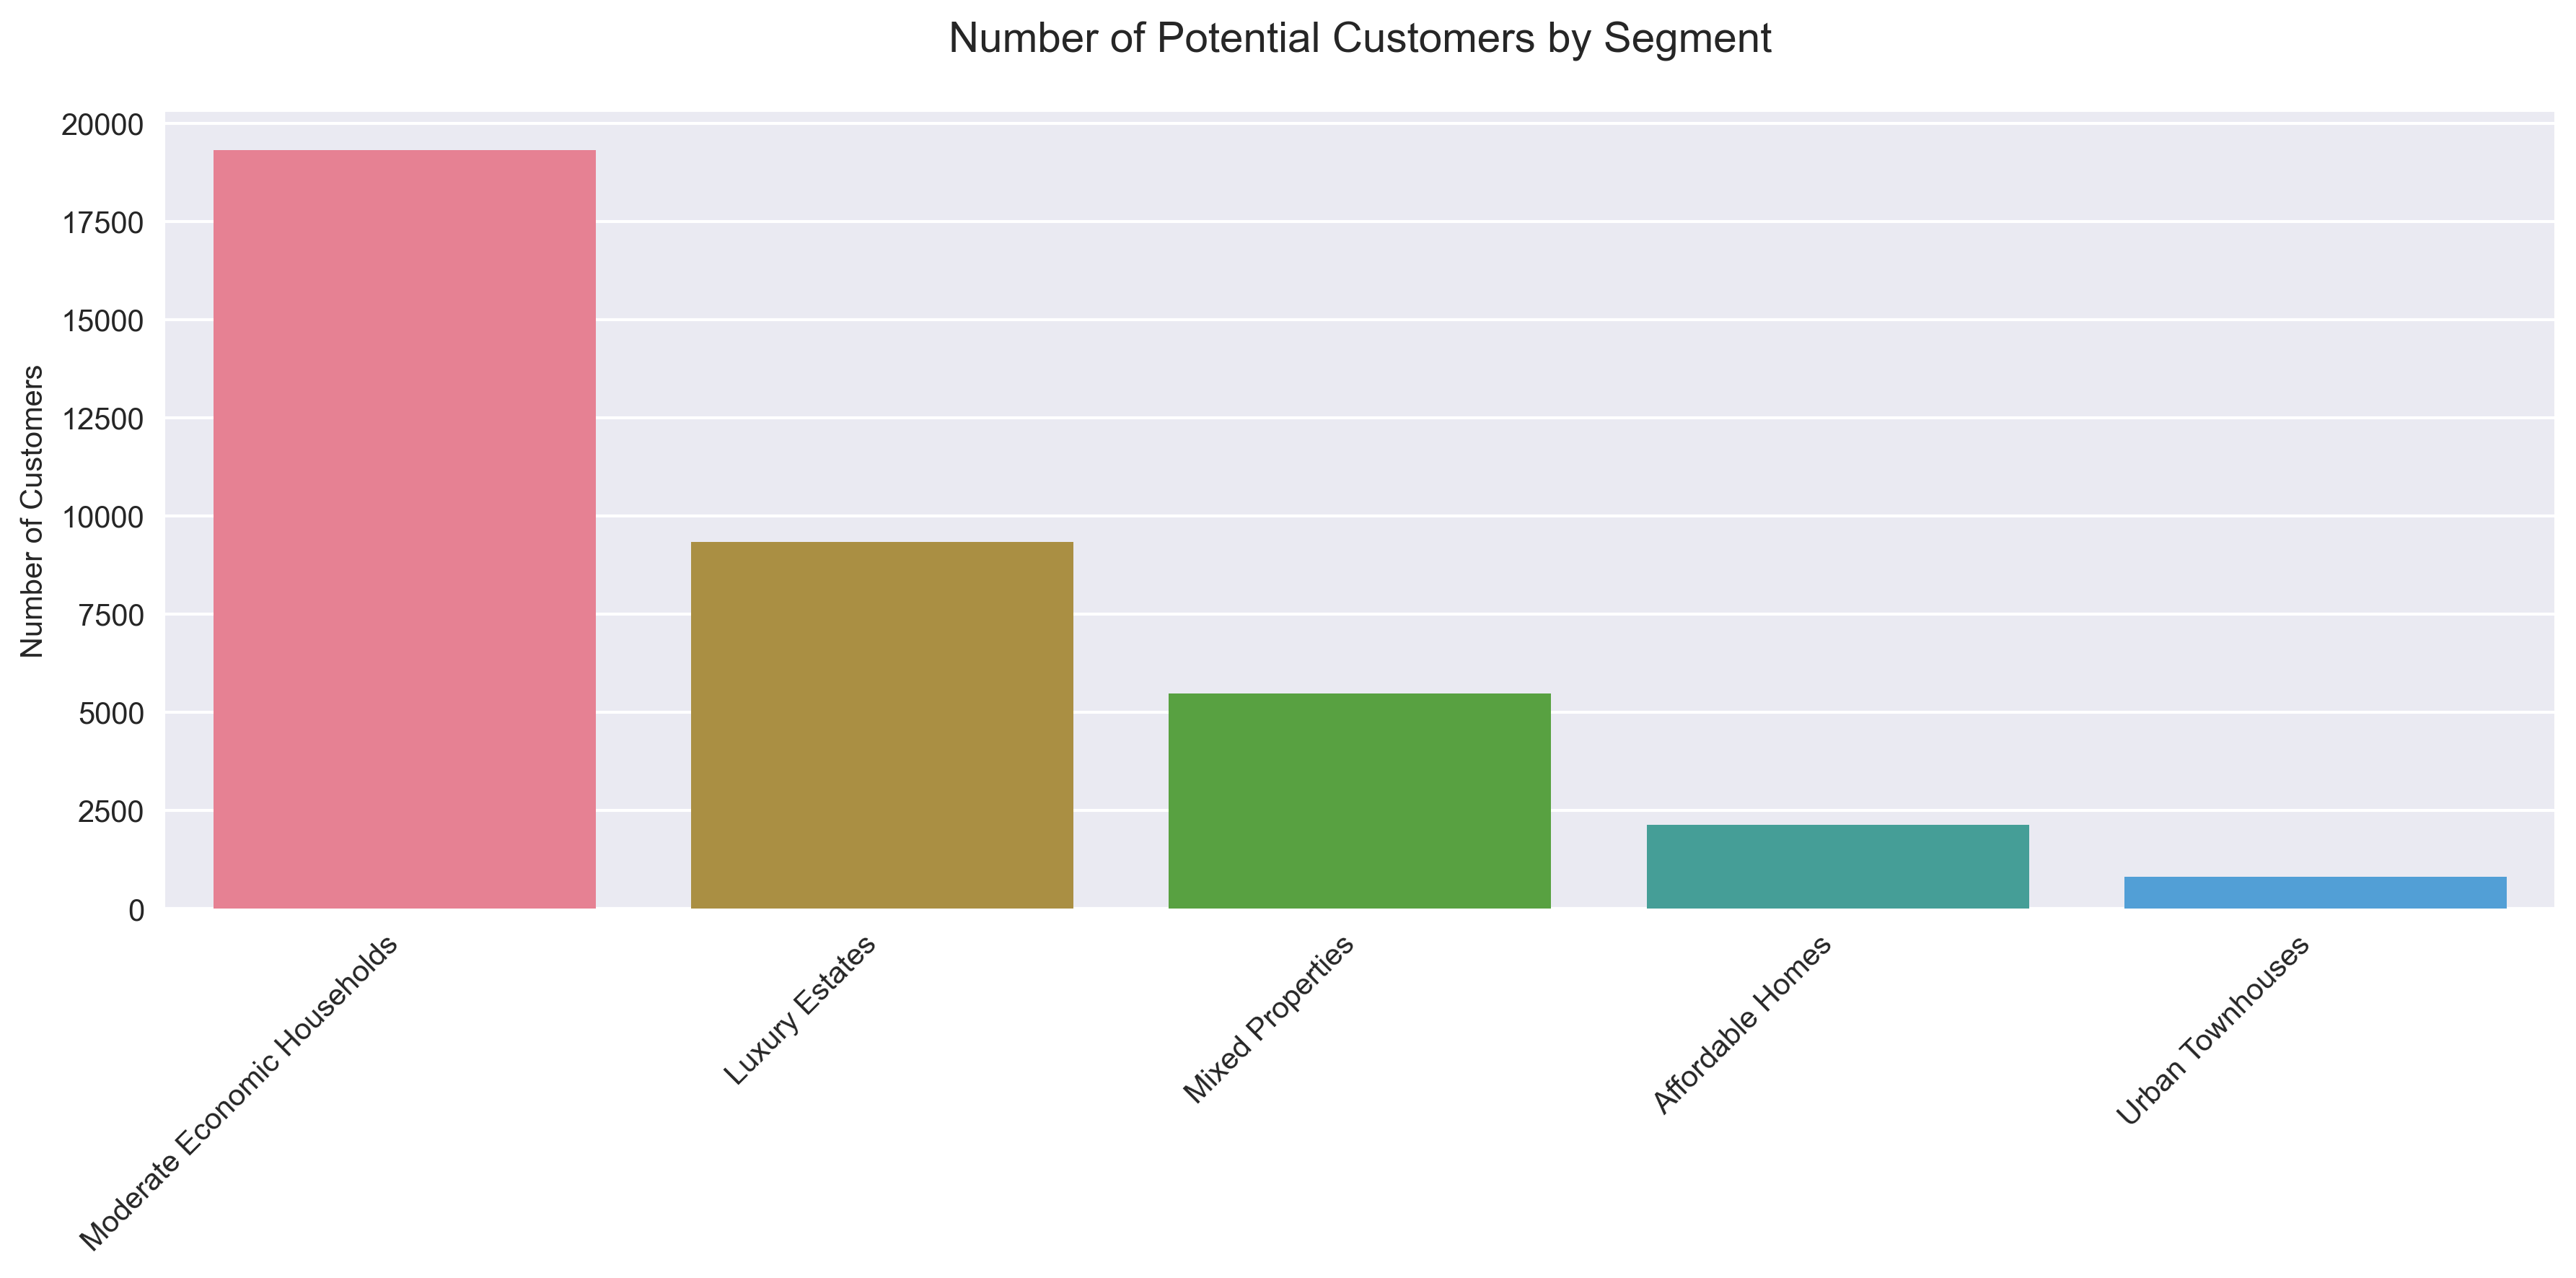 Number of Potential Customers by Segment
Number of Customers
20000
17500
15000
12500
10000
7500
5000
2500
0
Moderate Economic Households
Luxury Estates
Mixed Properties
Affordable Homes
Urban Townhouses